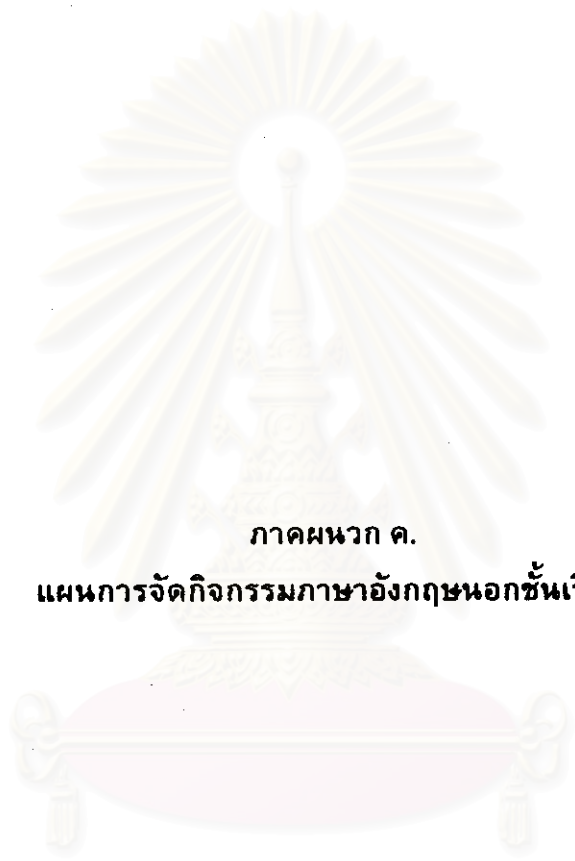 ภาคผนวก ค.
แผนการจัดกิจกรรมภาษาอังกฤษนอกชั้นเ